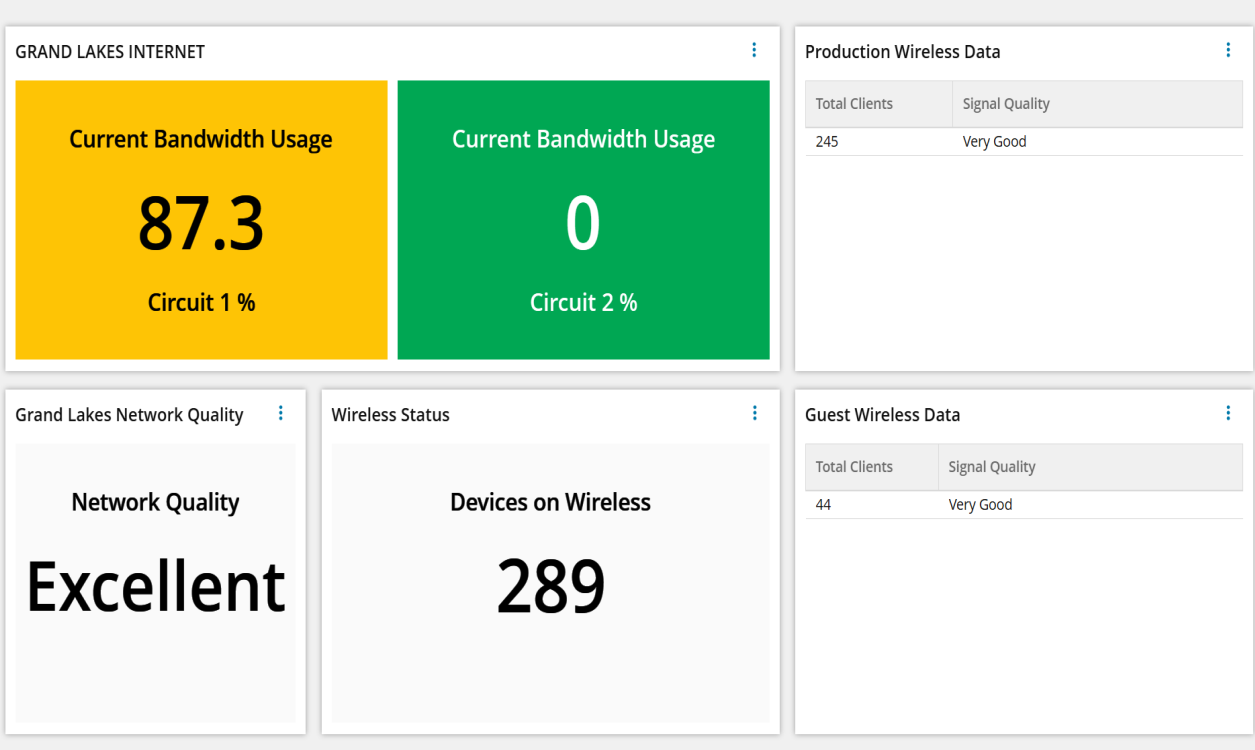 GRAND LAKES INTERNET
Current Bandwidth Usage
87.3
Circuit 1 %
Current Bandwidth Usage
0
Circuit 2 %
Production Wireless Data
Total Clients Signal Quality
245 Very Good
Grand Lakes Network Quality
Network Quality
Excellent
Wireless Status
Devices on Wireless
289
Guest Wireless Data
Total Clients Signal Quality
44 Very Good